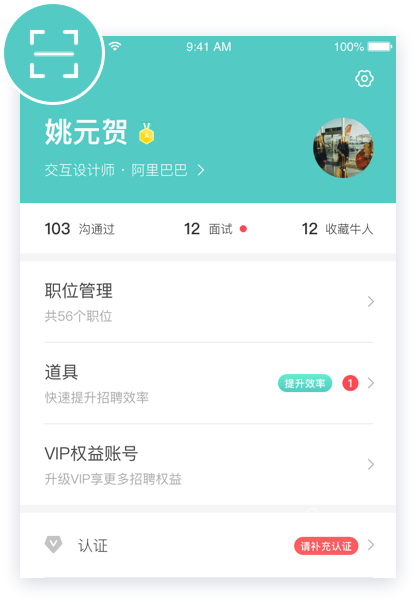 9:41 AM 100%
姚元贺
交互设计师 · 阿里巴巴
103 沟通过 12 面试 12 收藏牛人
职位管理
共56个职位
道具
提升效率 1
快速提升招聘效率
VIP权益账号
升级VIP享更多招聘权益
认证 请补充认证